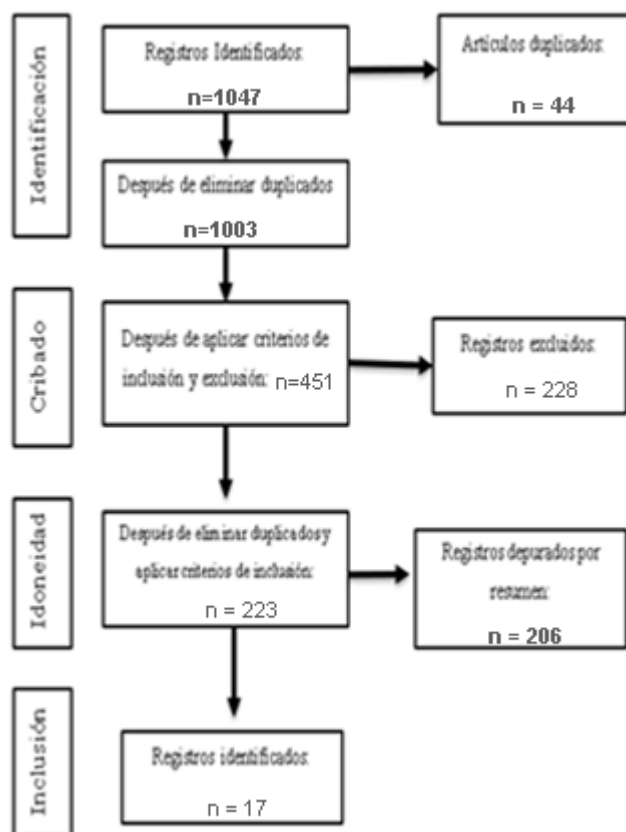 Identificación
Registros Identificados:
n=1047
Artículos duplicados:
n = 44
Después de eliminar duplicados
n=1003
Cribado
Después de aplicar criterios de
inclusión y exclusión: n=451
Registros excluidos:
n = 228
Idoneidad
Después de eliminar duplicados y
aplicar criterios de inclusión:
n = 223
Registros depurados por
resumen:
n = 206
Inclusión
Registros identificados:
n = 17